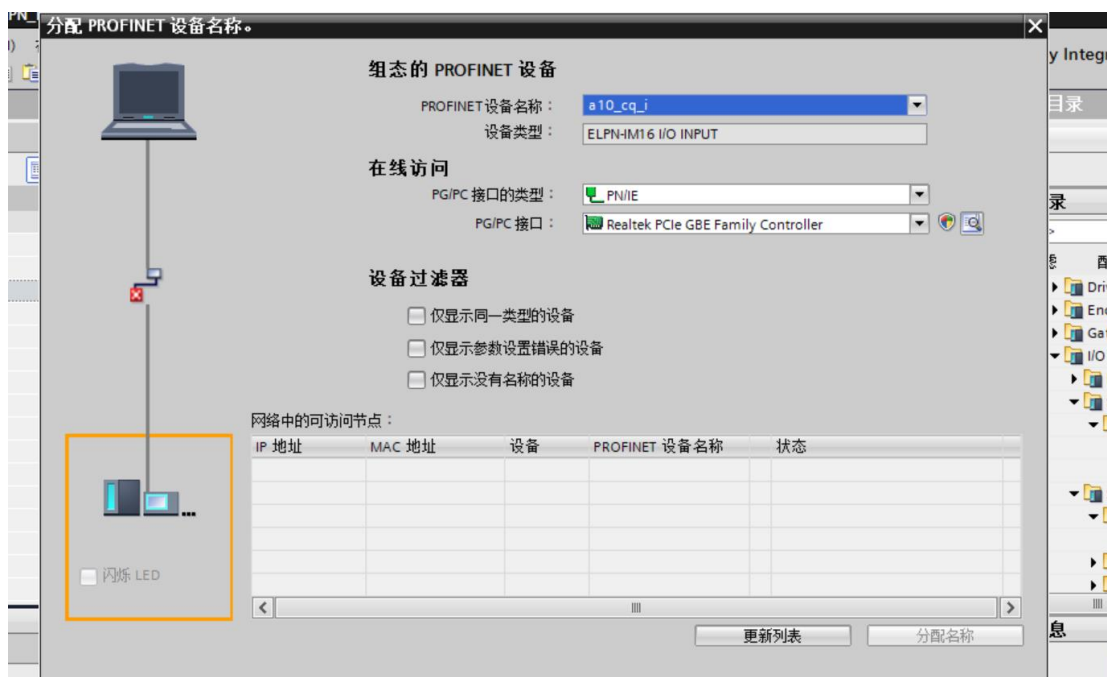 PN_
分配 PROFINET 设备名称。
组态的 PROFINET 设备
PROFINET设备名称：
a10_cq_i
设备类型：
ELPN-IM16 I/O INPUT
在线访问
PG/PC 接口的类型：
PN/IE
PG/PC 接口：
Realtek PCIe GBE Family Controller
设备过滤器
仅显示同一类型的设备
仅显示参数设置错误的设备
仅显示没有名称的设备
网络中的可访问节点：
IP 地址 MAC 地址 设备 PROFINET 设备名称 状态
闪烁 LED
更新列表 分配名称
y Integr
目录
录
Driv
Enc
Gat
I/O
息